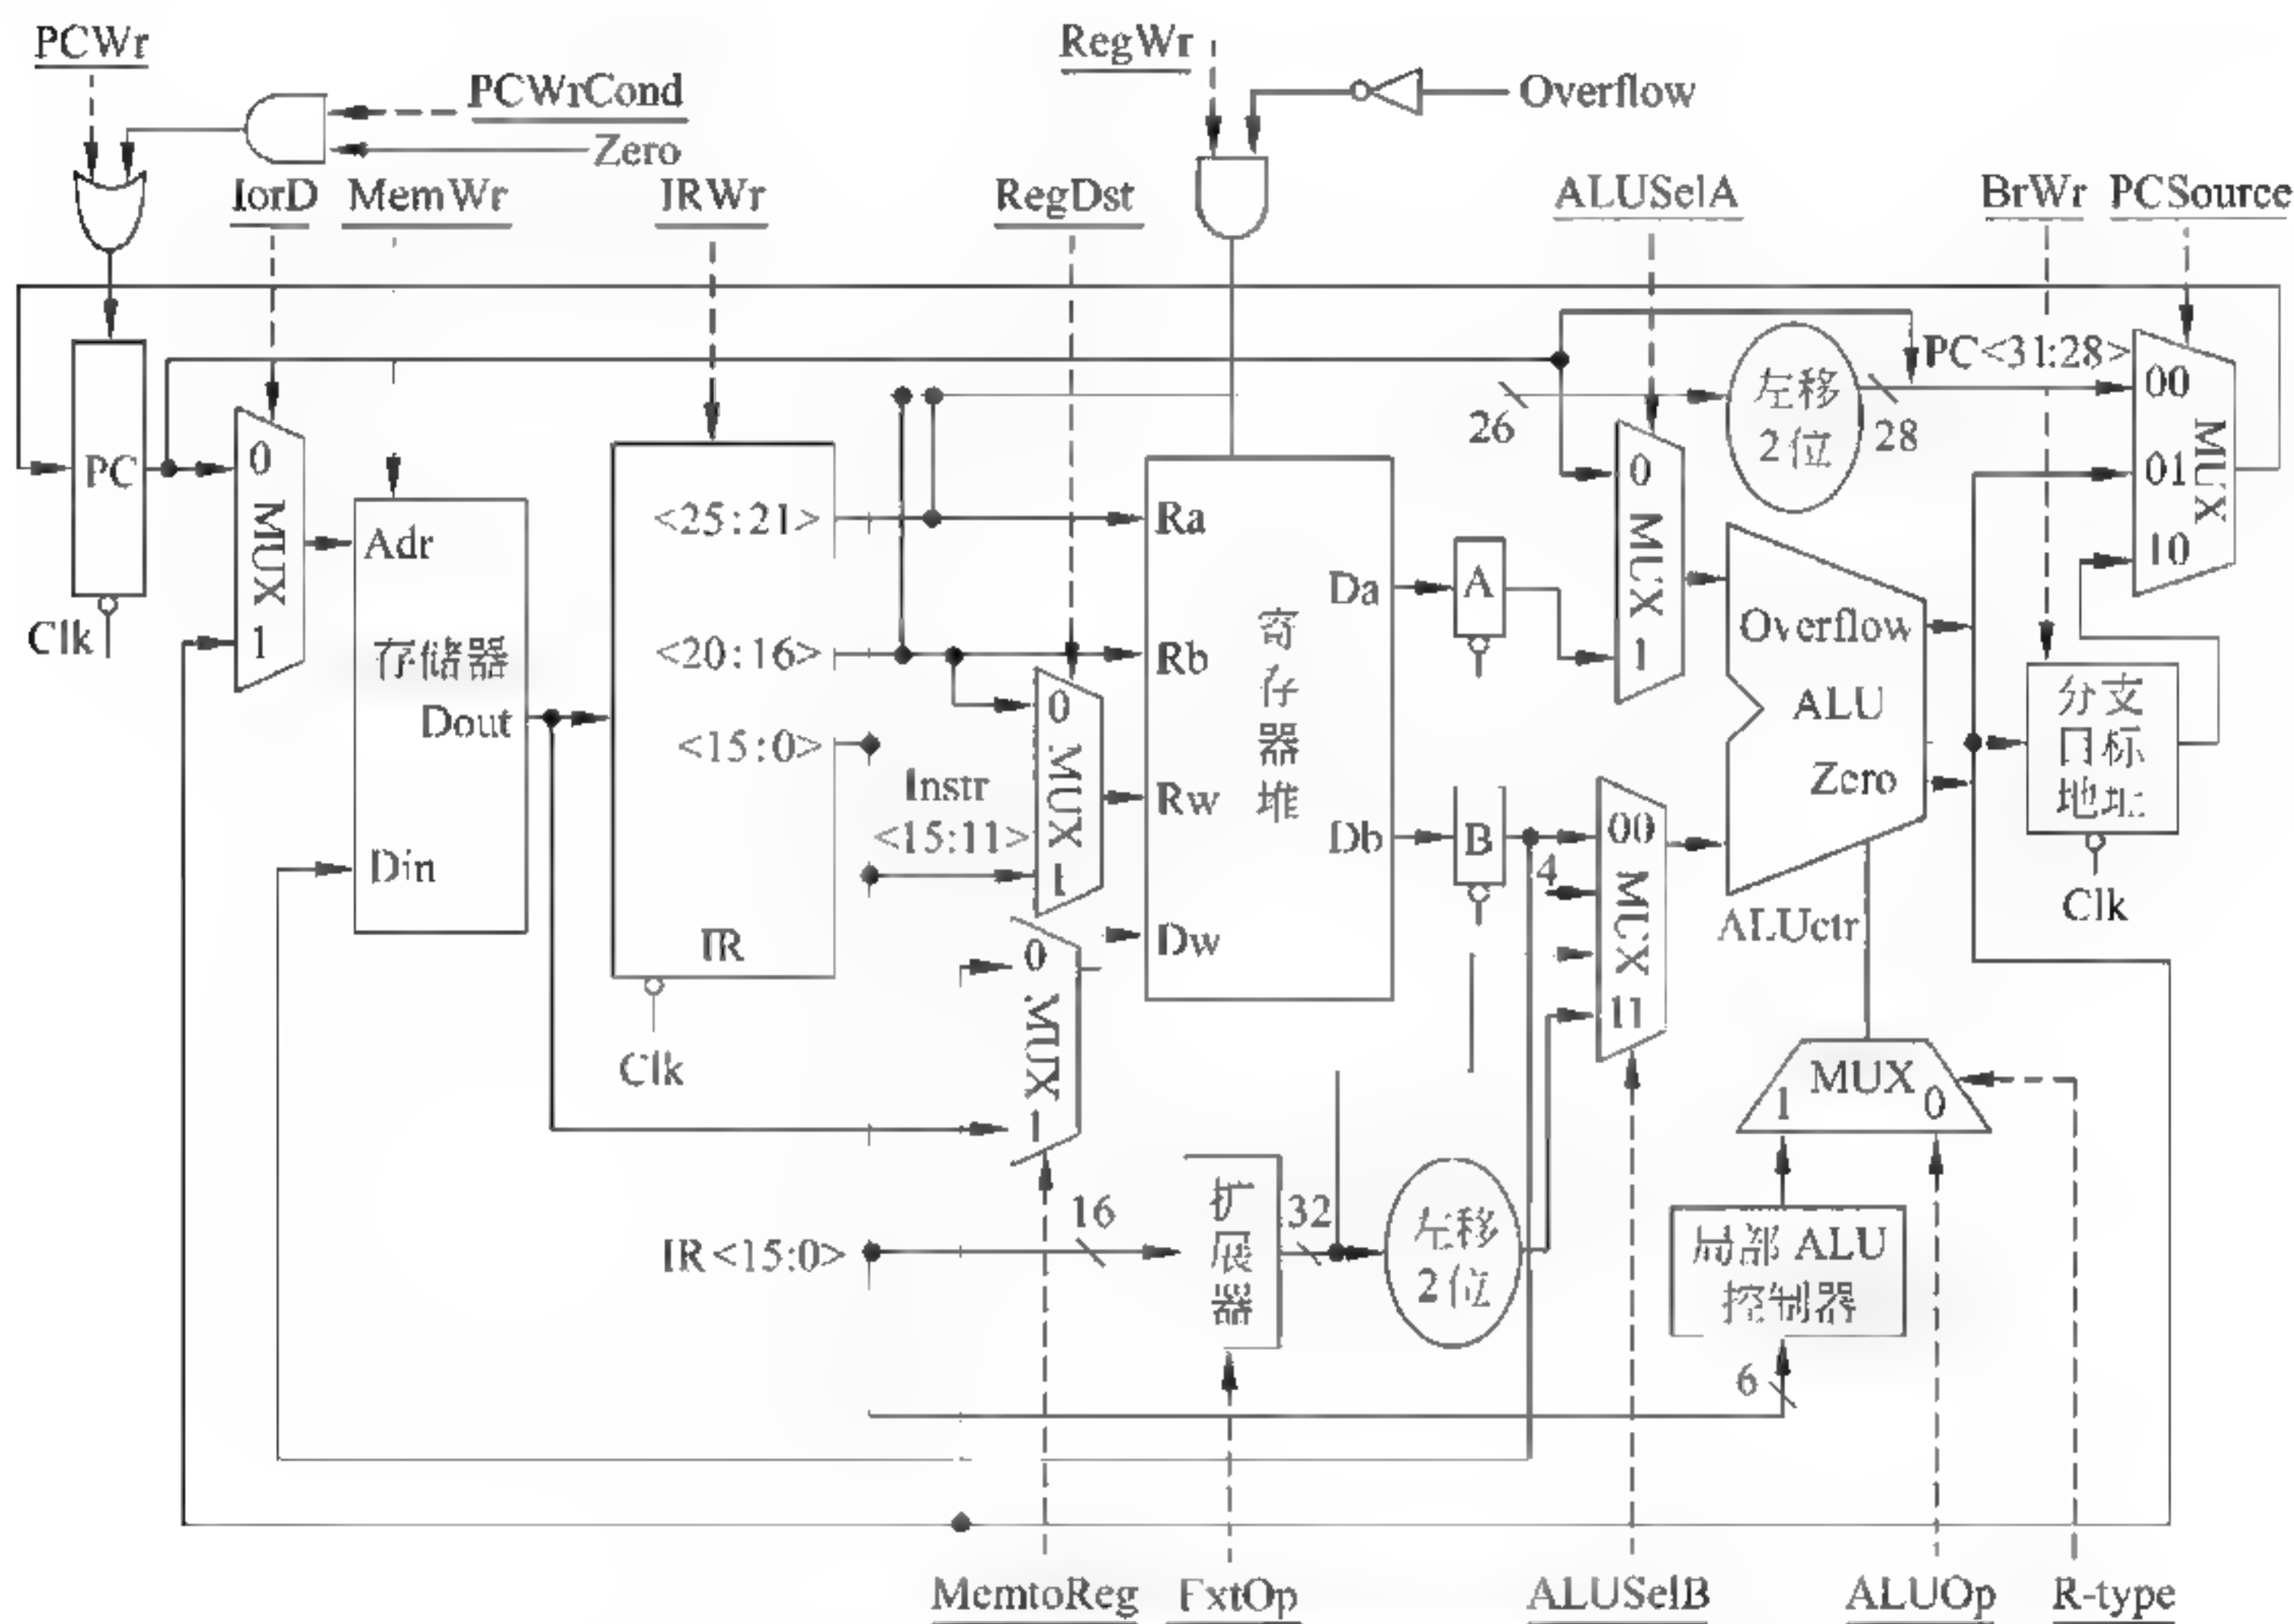 PCWr
PCWrCond
Zero
RegWr
Overflow
IorD
MemWr
IRWr
RegDst
ALUSelA
BrWr
PCSource
PC<31:28>
左移
2位
26
28
00
01
10
MUX
PC
Clk
0
MUX
1
Adr
存储器
Dout
Din
<25:21>
<20:16>
<15:0>
IR
Clk
Instr
<15:11>
0
MUX
1
0
MUX
1
Ra
Rb
Rw
Dw
寄存器堆
Da
Db
A
B
4
0
MUX
1
00
MUX
11
Overflow
ALU
Zero
ALUctr
分支
目标
地址
Clk
MUX
1
0
局部 ALU
控制器
6
IR<15:0>
16
扩展器
32
左移
2位
MemtoReg
ExtOp
ALUSelB
ALUOp
R-type